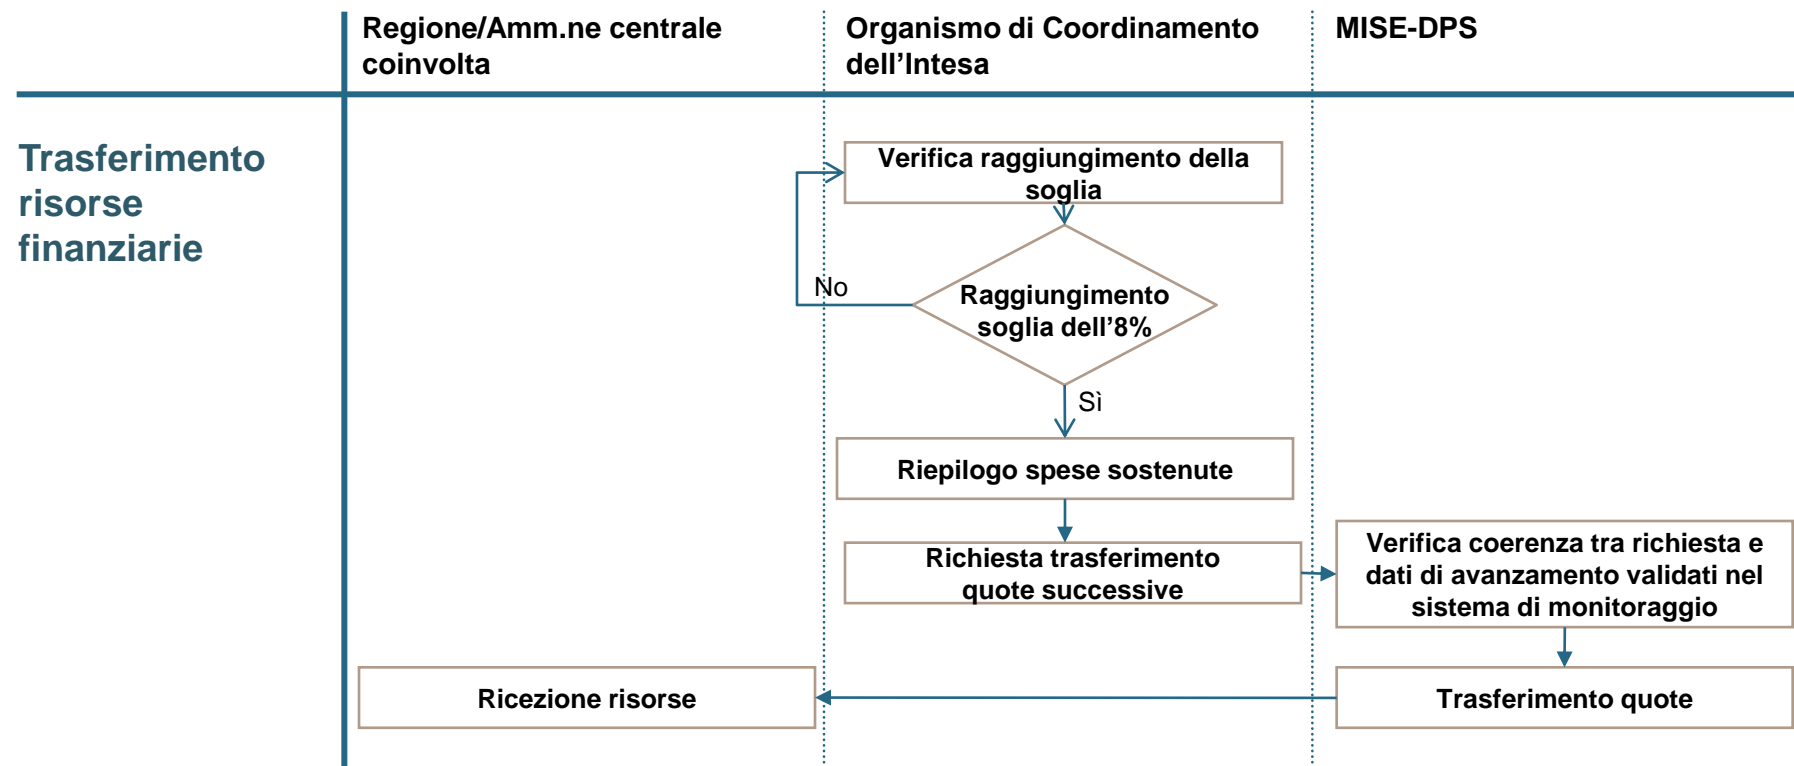 Regione/Amm.ne centrale
coinvolta
Organismo di Coordinamento
dell’Intesa
MISE-DPS
Trasferimento
risorse
finanziarie
Verifica raggiungimento della
soglia
No
Raggiungimento
soglia dell’8%
Sì
Riepilogo spese sostenute
Richiesta trasferimento
quote successive
Verifica coerenza tra richiesta e
dati di avanzamento validati nel
sistema di monitoraggio
Ricezione risorse
Trasferimento quote